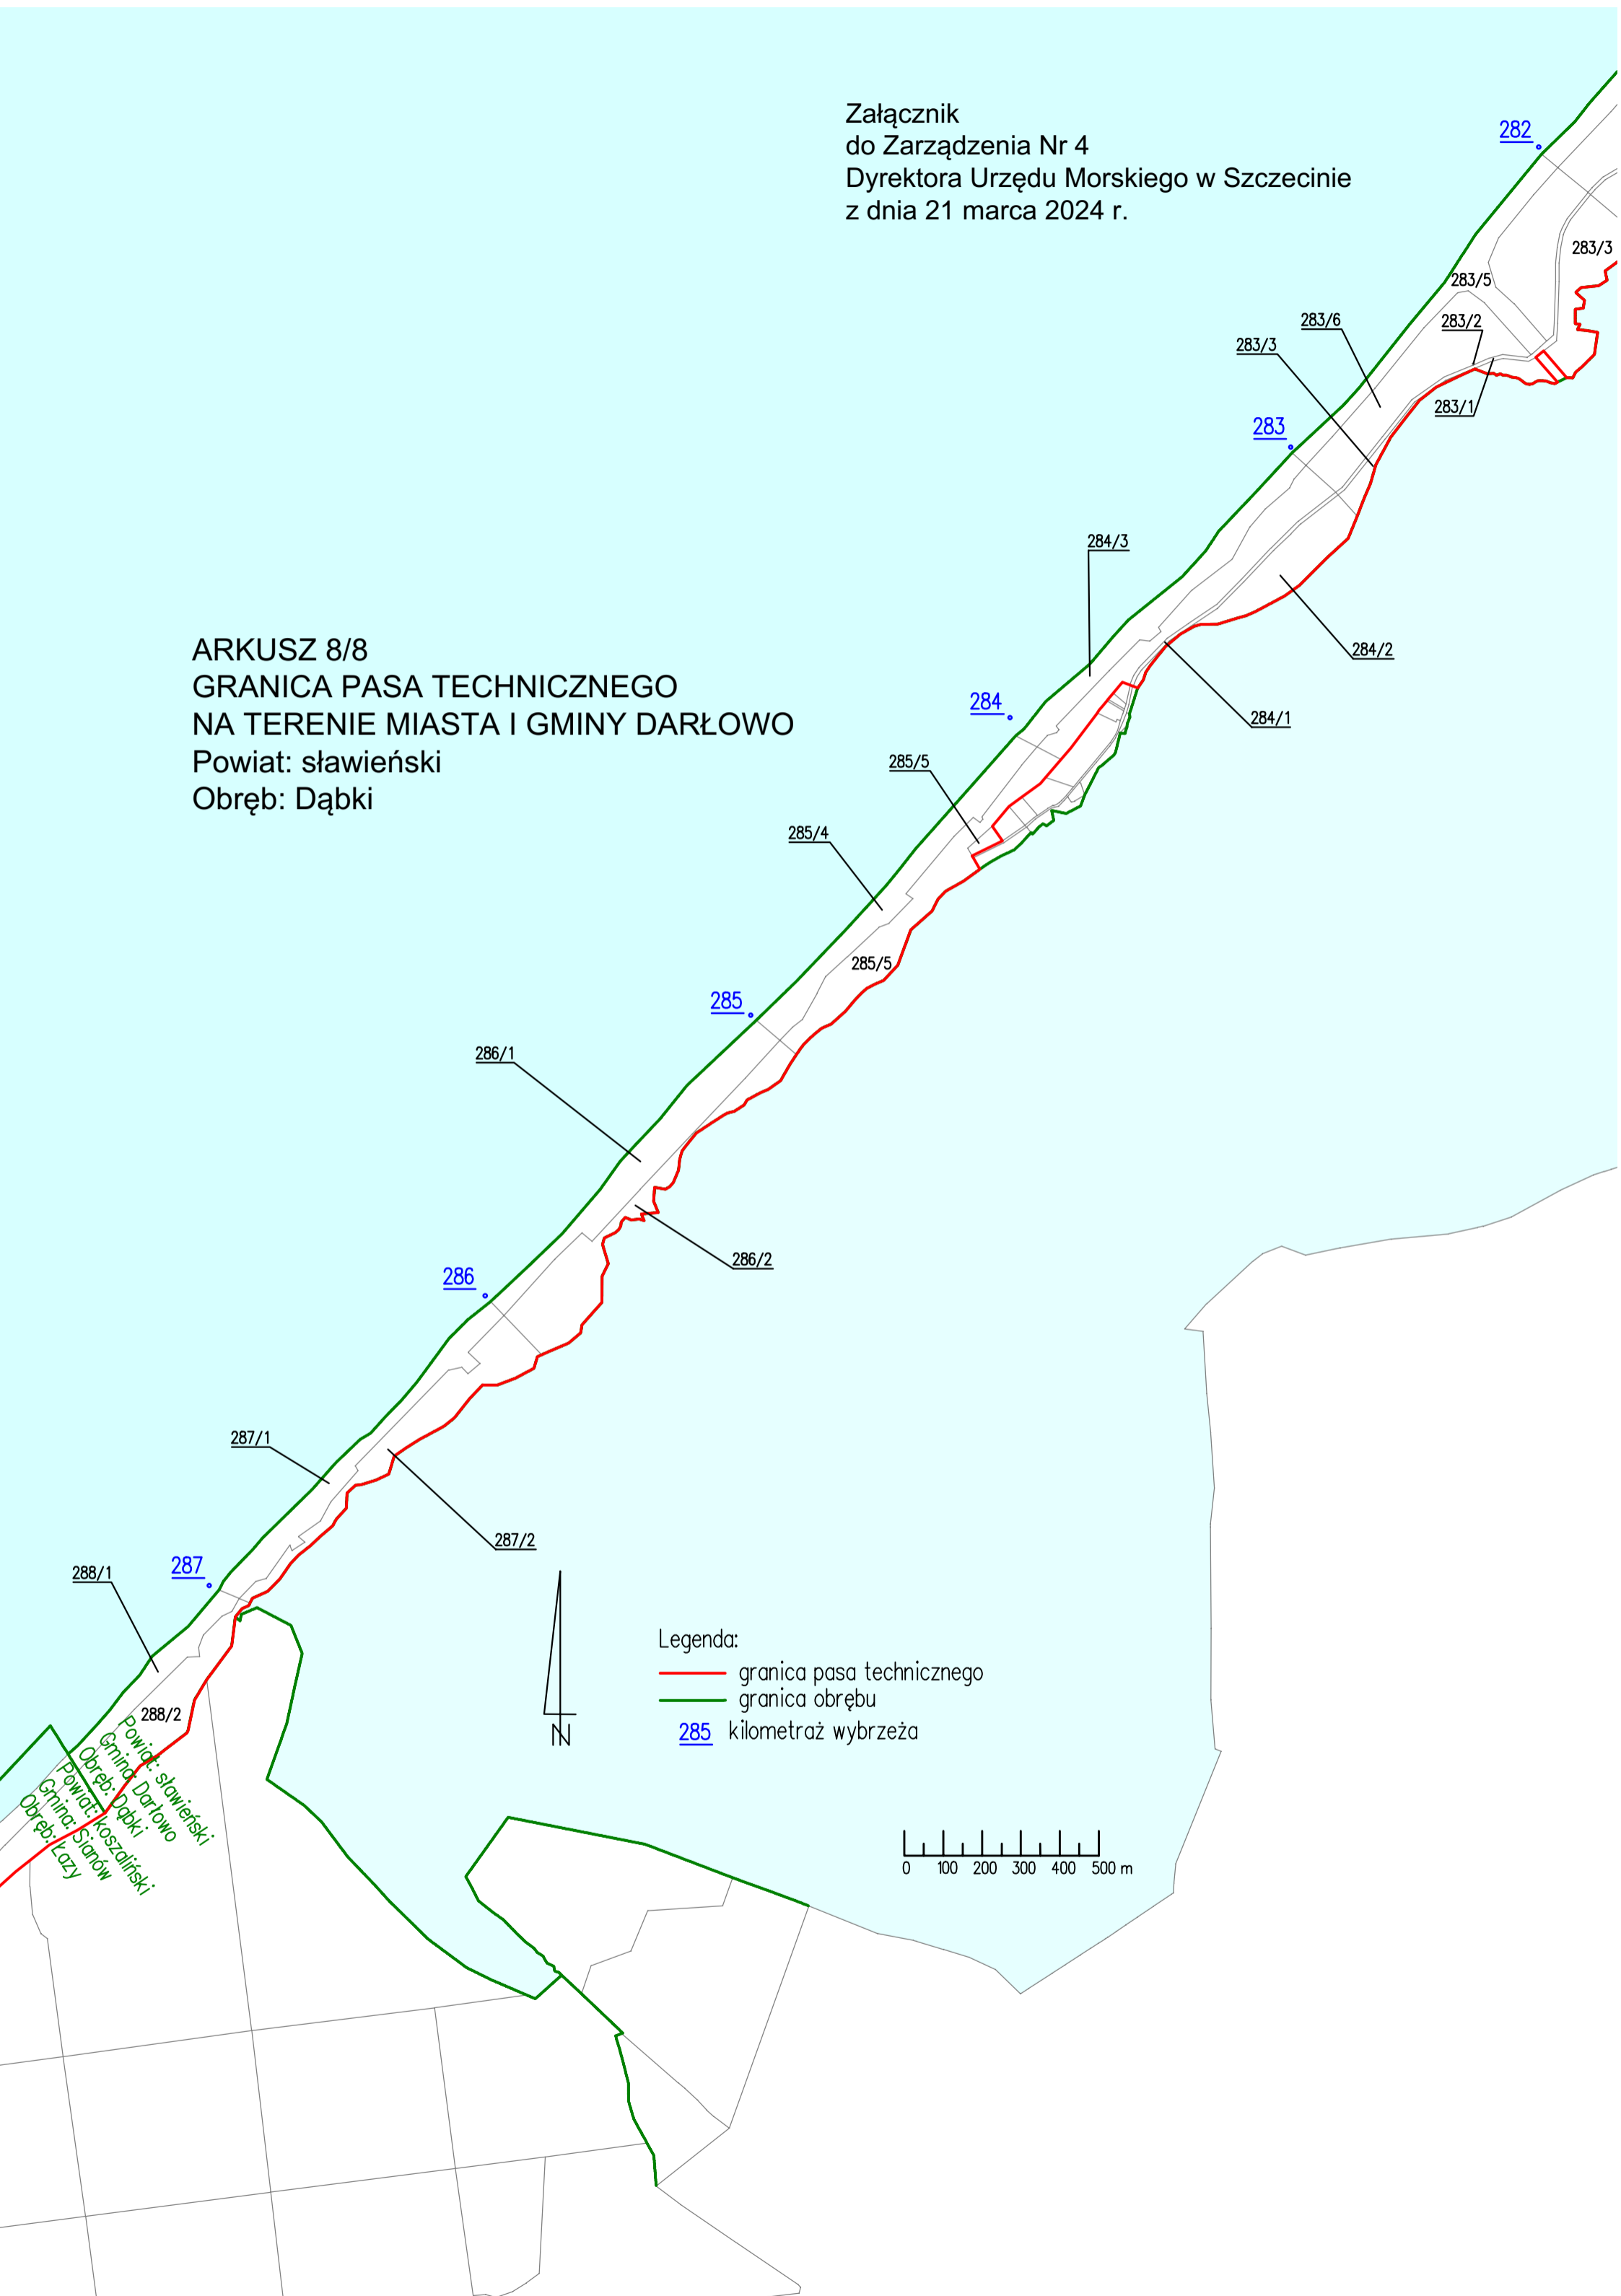 Załącznik
do Zarządzenia Nr 4
Dyrektora Urzędu Morskiego w Szczecinie
z dnia 21 marca 2024 r.
282
283/3
283/5
283/2
283/6
283/3
283/1
283
284/3
284/2
284/1
ARKUSZ 8/8
GRANICA PASA TECHNICZNEGO
NA TERENIE MIASTA I GMINY DARŁOWO
Powiat: sławieński
Obręb: Dąbki
284
285/5
285/4
285/5
285
286/1
286/2
286
287/1
287/2
287
288/1
288/2
Powiat: sławieński
Gmina: Darłowo
Obręb: Dąbki
Powiat: koszaliński
Gmina: Sianów
Obręb: Łazy
N
Legenda:
granica pasa technicznego
granica obrębu
285 kilometraż wybrzeża
0 100 200 300 400 500 m